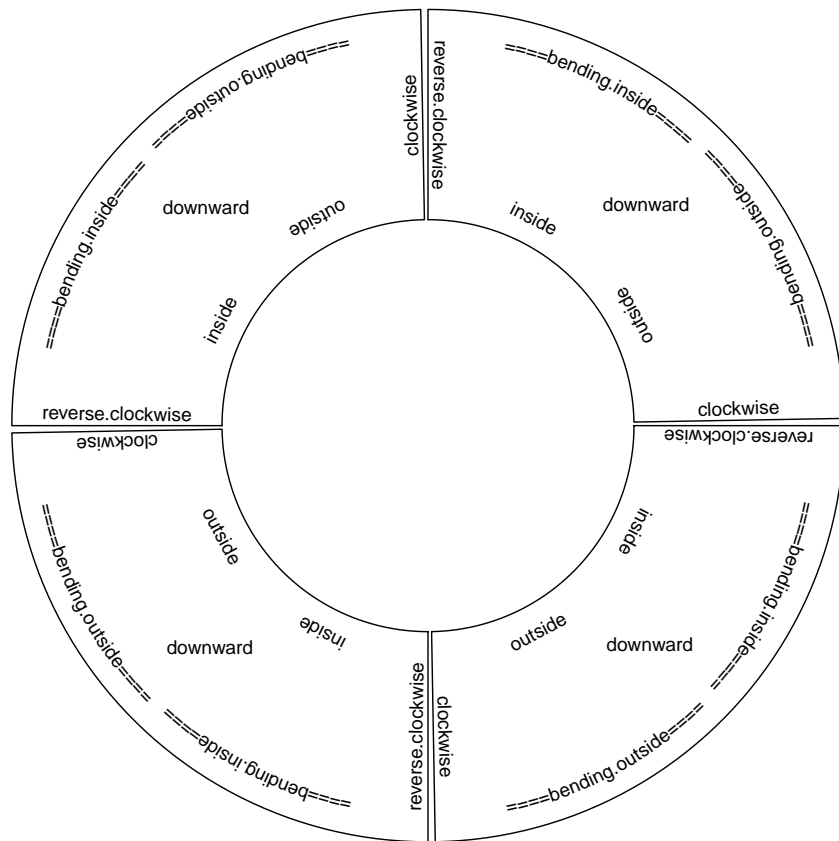 =====bending.outside====
====bending.inside=====
downward
outside
inside
clockwise
reverse.clockwise
====bending.inside=====
=====bending.outside====
downward
inside
outside
reverse.clockwise
clockwise
clockwise
reverse.clockwise
outside
inside
downward
====bending.outside=====
=====bending.inside====
reverse.clockwise
clockwise
inside
outside
downward
====bending.inside=====
====bending.outside=====